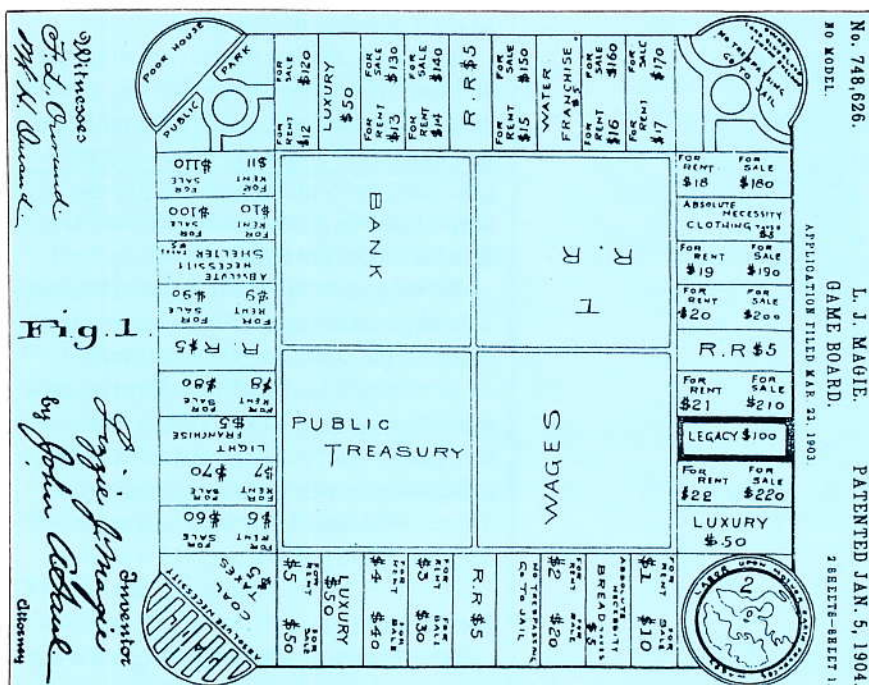 No. 748,626.
PATENTED JAN. 5, 1904.
L. J. MAGIE.
GAME BOARD.
APPLICATION FILED MAR. 23, 1903.
NO MODEL.
2 SHEETS—SHEET 1.
NO TRESPASSING
GO TO JAIL
FOR RENT $18 FOR SALE $180
ABSOLUTE NECESSITY
CLOTHING TAXES $5
FOR RENT $19 FOR SALE $190
FOR RENT $20 FOR SALE $200
R.R $5
FOR RENT $21 FOR SALE $210
LEGACY $100
FOR RENT $22 FOR SALE $220
LUXURY
$50
LABOR UPON MOTHER EARTH PRODUCES
WAGES
FOR RENT $1 FOR SALE $10
ABSOLUTE NECESSITY
BREAD TAXES
$5
FOR RENT $2 FOR SALE $20
NO TRESPASSING
GO TO JAIL
R.R $5
FOR RENT $3 FOR SALE $30
FOR RENT $4 FOR SALE $40
LUXURY
$50
FOR RENT $5 FOR SALE $50
ABSOLUTE NECESSITY
COAL
TAXES
$5
FOR RENT $6 FOR SALE $60
FOR RENT $7 FOR SALE $70
LIGHT
FRANCHISE
$5
FOR RENT $8 FOR SALE $80
R.R $5
FOR RENT $9 FOR SALE $90
ABSOLUTE
NECESSITY
SHELTER TAXES $5
FOR RENT $10 FOR SALE $100
FOR RENT $11 FOR SALE $110
PUBLIC
PARK
POOR HOUSE
FOR RENT $12 FOR SALE $120
LUXURY
$50
FOR RENT $13 FOR SALE $130
FOR RENT $14 FOR SALE $140
R.R $5
FOR RENT $15 FOR SALE $150
WATER
FRANCHISE
$5
FOR RENT $16 FOR SALE $160
FOR RENT $17 FOR SALE $170
BANK
R.R
T
PUBLIC
TREASURY
WAGES
Fig. 1.
Witnesses
Inventor
Lizzie J. Magie
by John
Attorney